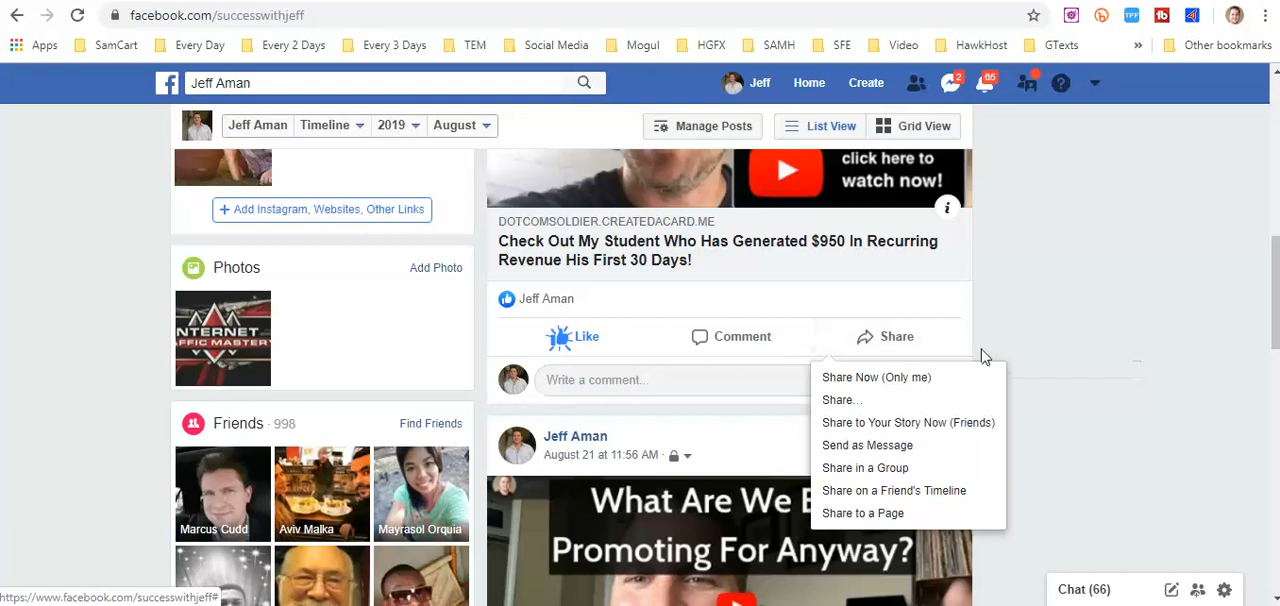 facebook.com/successwithjeff
Apps SamCart Every Day Every 2 Days Every 3 Days TEM Social Media Mogul HGFX SAMH SFE Video HawkHost GTexts » Other bookmarks
Jeff Aman
Jeff Home Create 2 65
Jeff Aman Timeline 2019 August
Manage Posts List View Grid View
+ Add Instagram, Websites, Other Links
Photos Add Photo
INTERNET
Friends · 998 Find Friends
Marcus Cudd Aviv Malka Mayrasol Orquia
click here to
watch now!
DOTCOMSOLDIER.CREATEDACARD.ME
Check Out My Student Who Has Generated $950 In Recurring
Revenue His First 30 Days!
Jeff Aman
Like Comment Share
Write a comment...
Share Now (Only me)
Share...
Share to Your Story Now (Friends)
Send as Message
Share in a Group
Share on a Friend's Timeline
Share to a Page
Jeff Aman
August 21 at 11:56 AM ·
What Are We
Promoting For Anyway?
Chat (66)
https://www.facebook.com/successwithjeff#